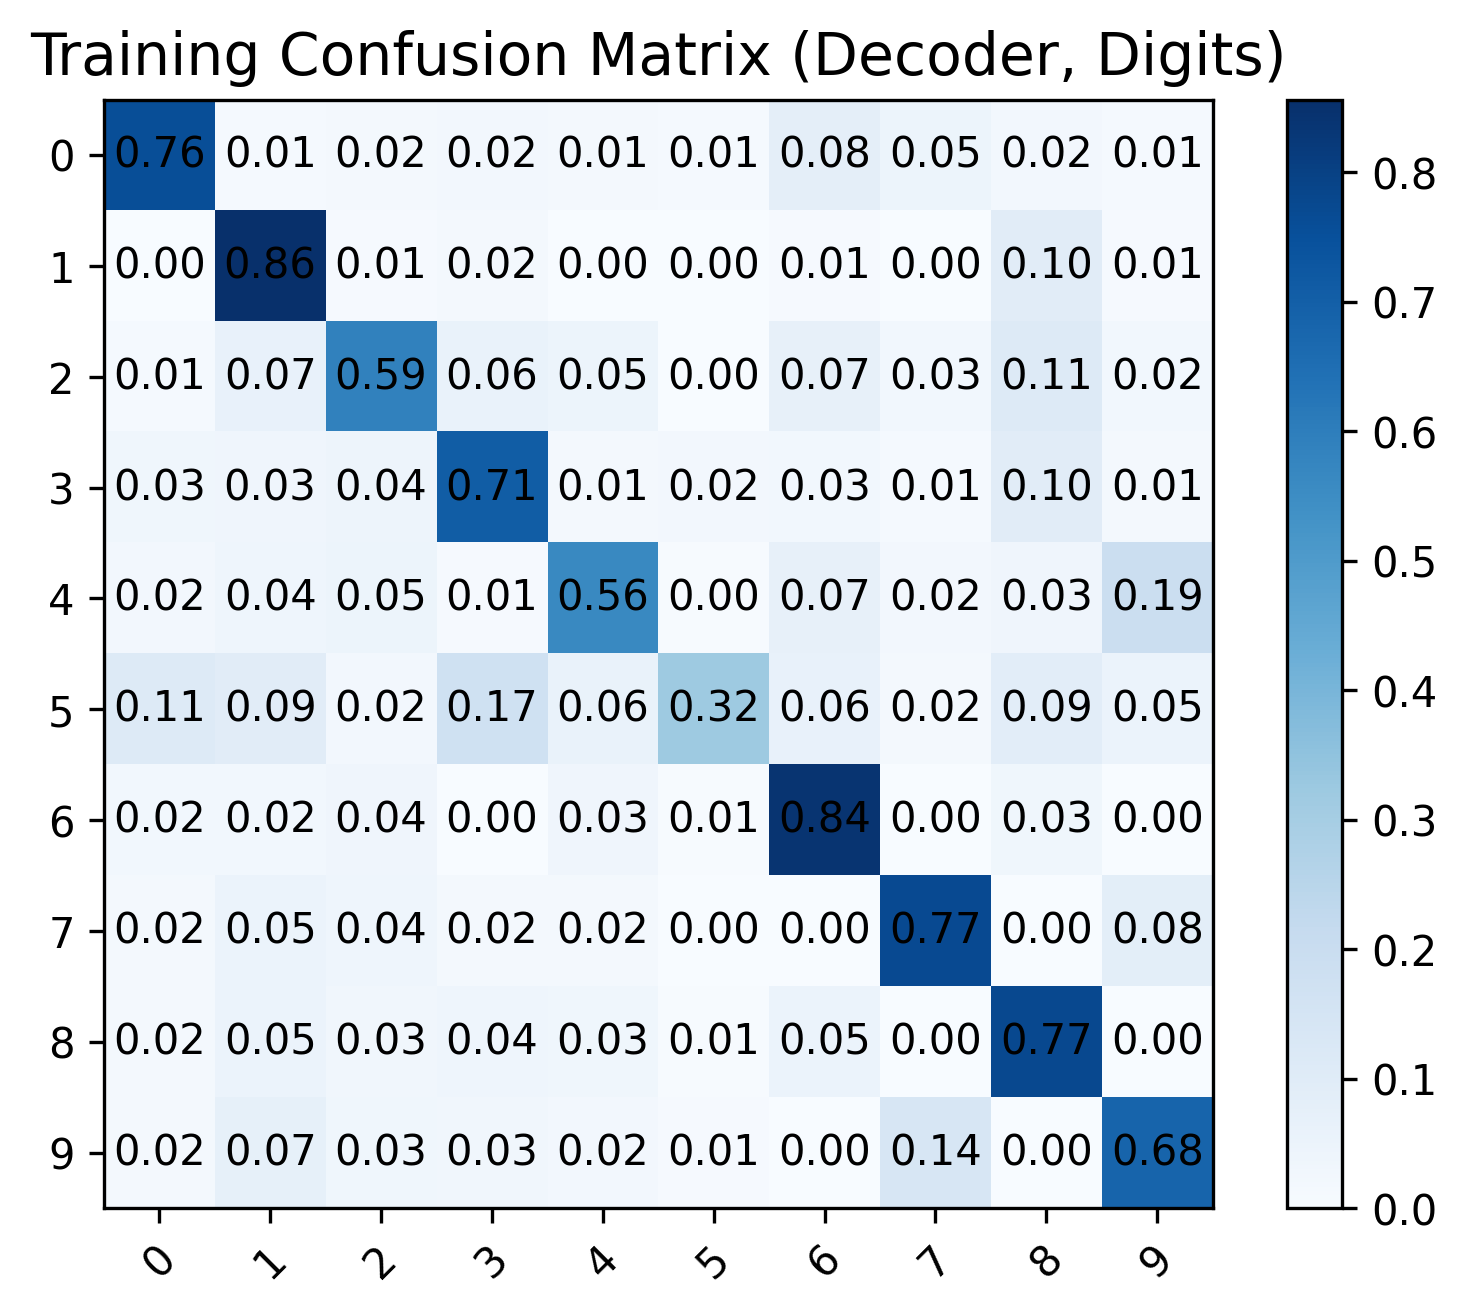 Training Confusion Matrix (Decoder, Digits)
0 0.76 0.01 0.02 0.02 0.01 0.01 0.08 0.05 0.02 0.01
1 0.00 0.86 0.01 0.02 0.00 0.00 0.01 0.00 0.10 0.01
2 0.01 0.07 0.59 0.06 0.05 0.00 0.07 0.03 0.11 0.02
3 0.03 0.03 0.04 0.71 0.01 0.02 0.03 0.01 0.10 0.01
4 0.02 0.04 0.05 0.01 0.56 0.00 0.07 0.02 0.03 0.19
5 0.11 0.09 0.02 0.17 0.06 0.32 0.06 0.02 0.09 0.05
6 0.02 0.02 0.04 0.00 0.03 0.01 0.84 0.00 0.03 0.00
7 0.02 0.05 0.04 0.02 0.02 0.00 0.00 0.77 0.00 0.08
8 0.02 0.05 0.03 0.04 0.03 0.01 0.05 0.00 0.77 0.00
9 0.02 0.07 0.03 0.03 0.02 0.01 0.00 0.14 0.00 0.68
0 1 2 3 4 5 6 7 8 9
0.8
0.7
0.6
0.5
0.4
0.3
0.2
0.1
0.0